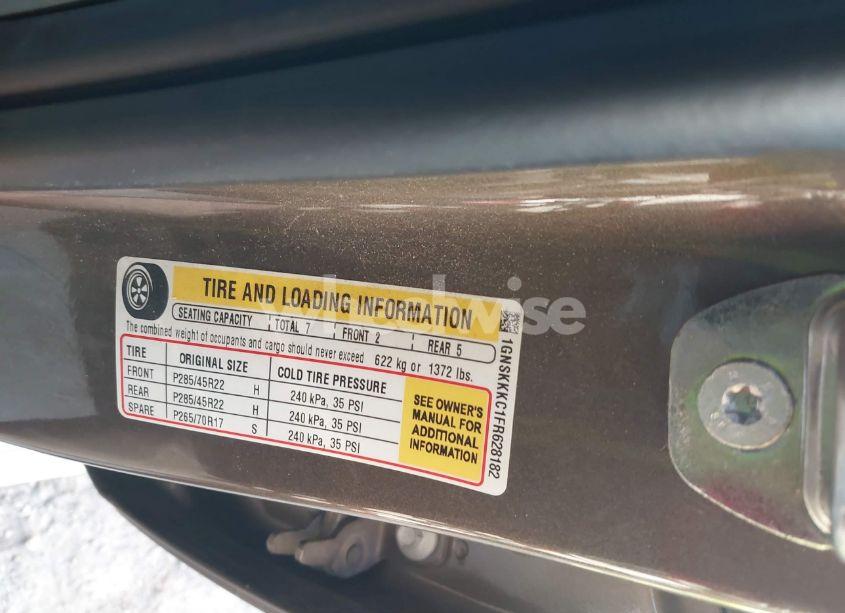 TIRE AND LOADING INFORMATION
SEATING CAPACITY TOTAL 7 FRONT 2 REAR 5
The combined weight of occupants and cargo should never exceed 622 kg or 1372 lbs.
TIRE ORIGINAL SIZE COLD TIRE PRESSURE
FRONT P285/45R22 H 240 kPa, 35 PSI
REAR P285/45R22 H 240 kPa, 35 PSI
SPARE P265/70R17 S 240 kPa, 35 PSI
SEE OWNER'S
MANUAL FOR
ADDITIONAL
INFORMATION
1GNSKKKC1FR628182
wheelwise